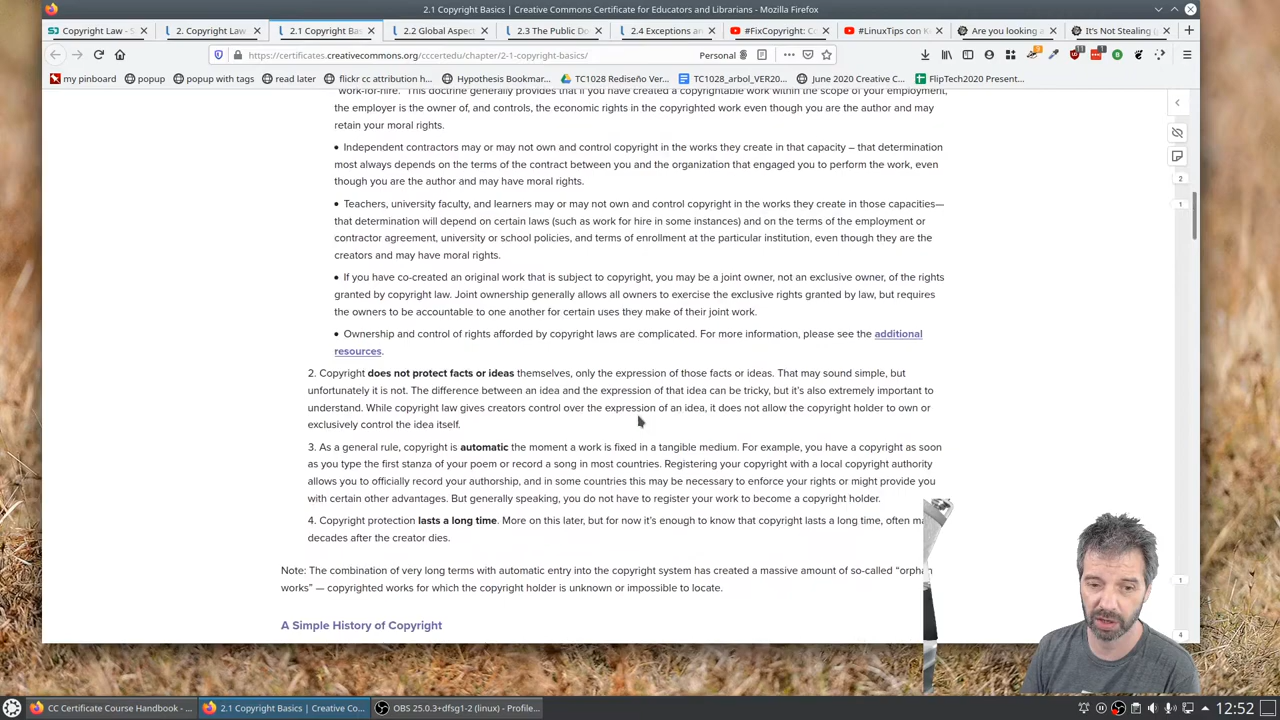 2.1 Copyright Basics | Creative Commons Certificate for Educators and Librarians - Mozilla Firefox
Copyright Law - S
2. Copyright Law,
2.1 Copyright Bas
2.2 Global Aspect
2.3 The Public Do
2.4 Exceptions an
#FixCopyright: Co
#LinuxTips con K
Are you looking a
It's Not Stealing (
https://certificates.creativecommons.org/cccertedu/chapter/2-1-copyright-basics/
Personal
my pinboard
popup
popup with tags
read later
flickr cc attribution h...
Hypothesis Bookmar...
TC1028 Rediseño Ver...
TC1028_arbol_VER20...
June 2020 Creative C...
FlipTech2020 Present...
"work-for-hire." This doctrine generally provides that if you have created a copyrightable work within the scope of your employment,
the employer is the owner of, and controls, the economic rights in the copyrighted work even though you are the author and may
retain your moral rights.
• Independent contractors may or may not own and control copyright in the works they create in that capacity – that determination
most always depends on the terms of the contract between you and the organization that engaged you to perform the work, even
though you are the author and may have moral rights.
• Teachers, university faculty, and learners may or may not own and control copyright in the works they create in those capacities—
that determination will depend on certain laws (such as work for hire in some instances) and on the terms of the employment or
contractor agreement, university or school policies, and terms of enrollment at the particular institution, even though they are the
creators and may have moral rights.
• If you have co-created an original work that is subject to copyright, you may be a joint owner, not an exclusive owner, of the rights
granted by copyright law. Joint ownership generally allows all owners to exercise the exclusive rights granted by law, but requires
the owners to be accountable to one another for certain uses they make of their joint work.
• Ownership and control of rights afforded by copyright laws are complicated. For more information, please see the additional
resources.
2. Copyright does not protect facts or ideas themselves, only the expression of those facts or ideas. That may sound simple, but
unfortunately it is not. The difference between an idea and the expression of that idea can be tricky, but it's also extremely important to
understand. While copyright law gives creators control over the expression of an idea, it does not allow the copyright holder to own or
exclusively control the idea itself.
3. As a general rule, copyright is automatic the moment a work is fixed in a tangible medium. For example, you have a copyright as soon
as you type the first stanza of your poem or record a song in most countries. Registering your copyright with a local copyright authority
allows you to officially record your authorship, and in some countries this may be necessary to enforce your rights or might provide you
with certain other advantages. But generally speaking, you do not have to register your work to become a copyright holder.
4. Copyright protection lasts a long time. More on this later, but for now it's enough to know that copyright lasts a long time, often ma
decades after the creator dies.
Note: The combination of very long terms with automatic entry into the copyright system has created a massive amount of so-called "orphan
works" — copyrighted works for which the copyright holder is unknown or impossible to locate.
A Simple History of Copyright
2
1
1
4
CC Certificate Course Handbook - ...
2.1 Copyright Basics | Creative Co...
OBS 25.0.3+dfsg1-2 (linux) - Profile...
12:52